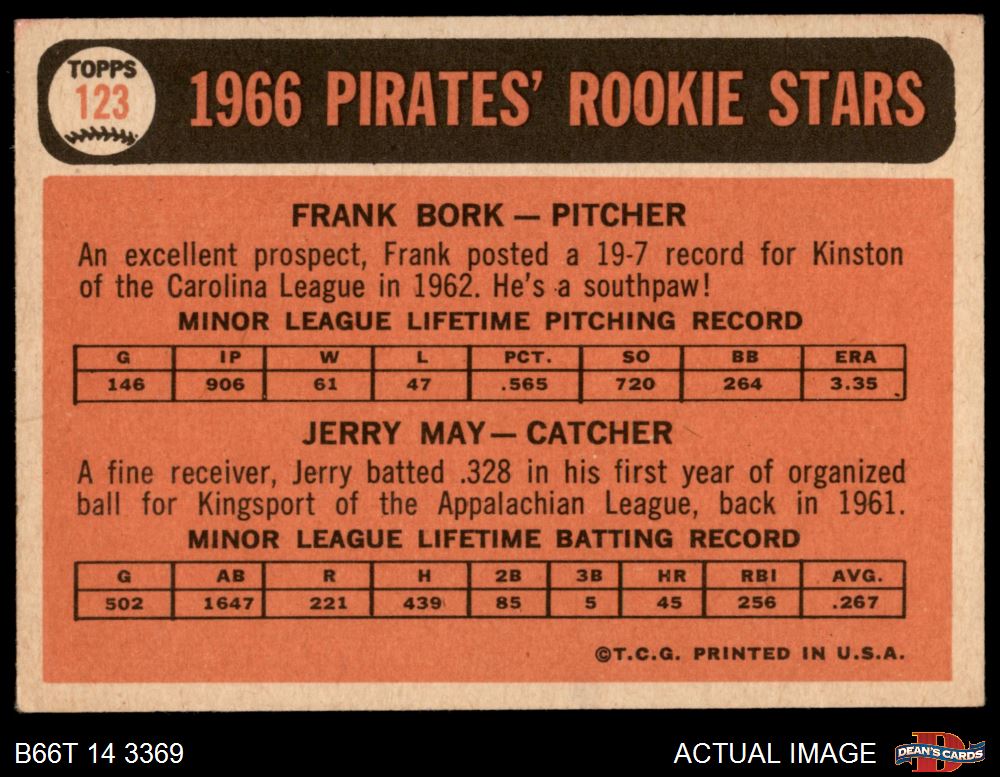 TOPPS
123
1966 PIRATES' ROOKIE STARS
FRANK BORK — PITCHER
An excellent prospect, Frank posted a 19-7 record for Kinston
of the Carolina League in 1962. He's a southpaw!
MINOR LEAGUE LIFETIME PITCHING RECORD
G IP W L PCT. SO BB ERA
146 906 61 47 .565 720 264 3.35
JERRY MAY — CATCHER
A fine receiver, Jerry batted .328 in his first year of organized
ball for Kingsport of the Appalachian League, back in 1961.
MINOR LEAGUE LIFETIME BATTING RECORD
G AB R H 2B 3B HR RBI AVG.
502 1647 221 439 85 5 45 256 .267
©T.C.G. PRINTED IN U.S.A.
B66T 14 3369
ACTUAL IMAGE
D
DEAN'S CARDS